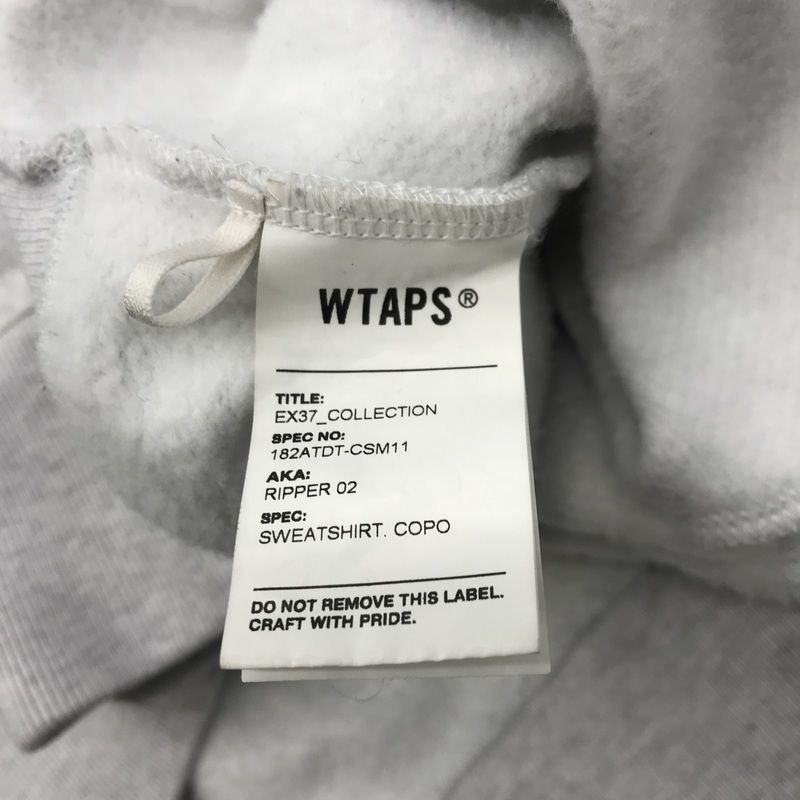 WTAPS®
TITLE:
EX37_COLLECTION
SPEC NO:
182ATDT-CSM11
AKA:
RIPPER 02
SPEC:
SWEATSHIRT. COPO
DO NOT REMOVE THIS LABEL.
CRAFT WITH PRIDE.